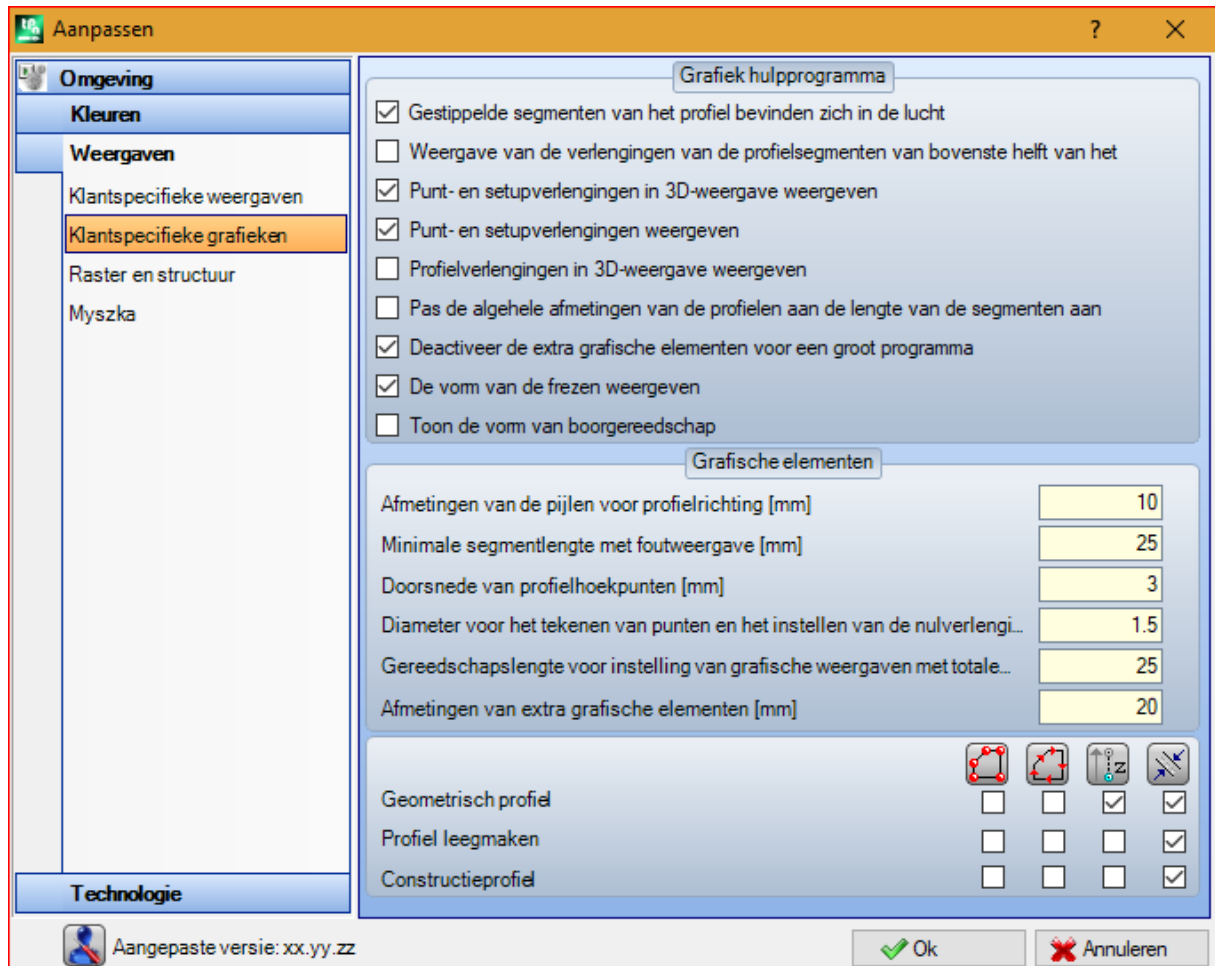 Aanpassen
?
Omgeving
Kleuren
Weergaven
Klantspecifieke weergaven
Klantspecifieke grafieken
Raster en structuur
Myszka
Technologie
Grafiek hulpprogramma
Gestippelde segmenten van het profiel bevinden zich in de lucht
Weergave van de verlengingen van de profielsegmenten van bovenste helft van het
Punt- en setupverlengingen in 3D-weergave weergeven
Punt- en setupverlengingen weergeven
Profielverlengingen in 3D-weergave weergeven
Pas de algehele afmetingen van de profielen aan de lengte van de segmenten aan
Deactiveer de extra grafische elementen voor een groot programma
De vorm van de frezen weergeven
Toon de vorm van boorgereedschap
Grafische elementen
Afmetingen van de pijlen voor profielrichting [mm] 10
Minimale segmentlengte met foutweergave [mm] 25
Doorsnede van profielhoekpunten [mm] 3
Diameter voor het tekenen van punten en het instellen van de nulverlengi... 1.5
Gereedschapslengte voor instelling van grafische weergaven met totale... 25
Afmetingen van extra grafische elementen [mm] 20
z
Geometrisch profiel
Profiel leegmaken
Constructieprofiel
Aangepaste versie: xx.yy.zz
Ok
Annuleren